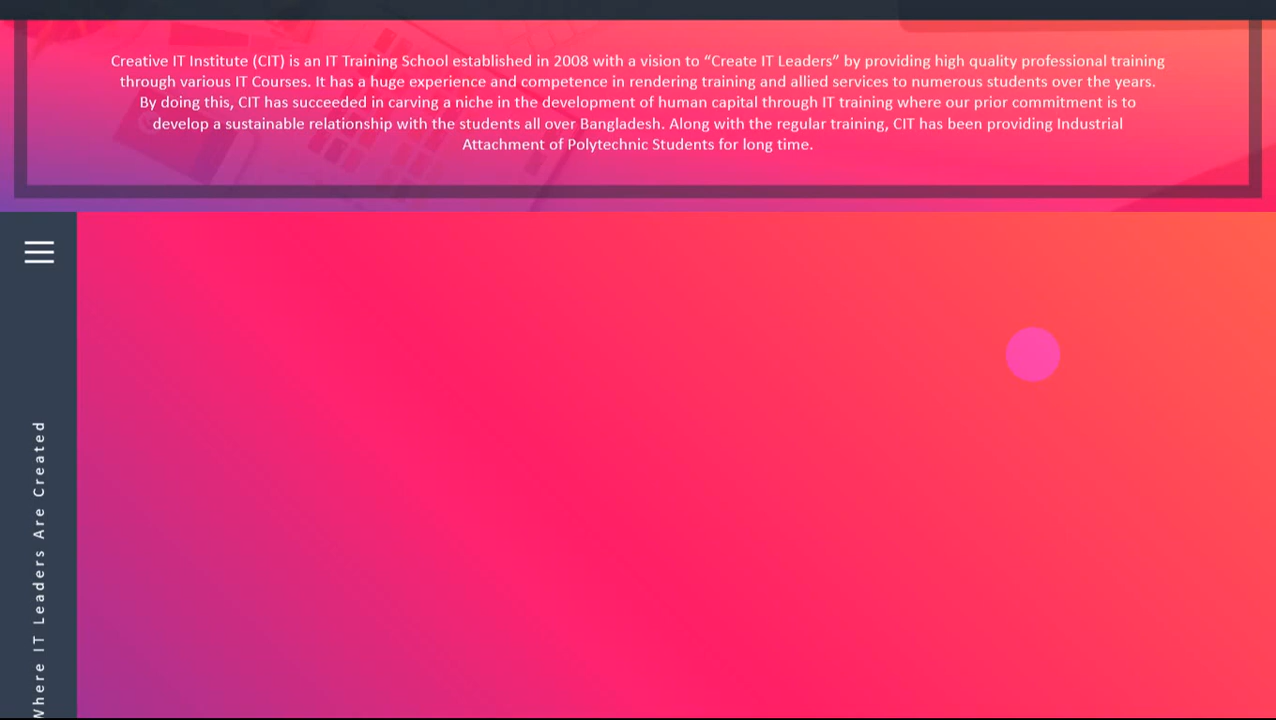 Creative IT Institute (CIT) is an IT Training School established in 2008 with a vision to “Create IT Leaders” by providing high quality professional training
through various IT Courses. It has a huge experience and competence in rendering training and allied services to numerous students over the years.
By doing this, CIT has succeeded in carving a niche in the development of human capital through IT training where our prior commitment is to
develop a sustainable relationship with the students all over Bangladesh. Along with the regular training, CIT has been providing Industrial
Attachment of Polytechnic Students for long time.
Where IT Leaders Are Created